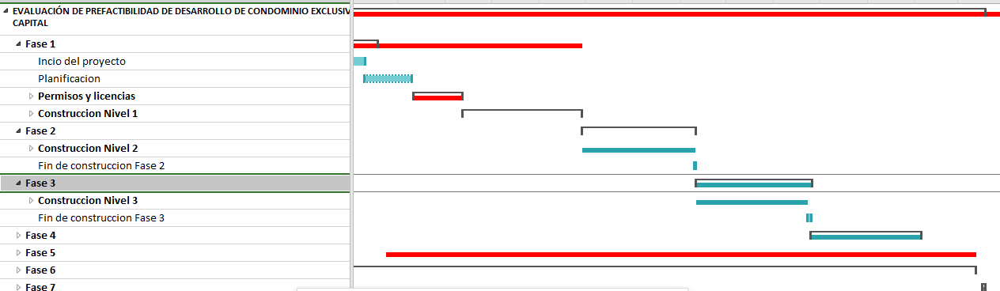 EVALUACIÓN DE PREFACTIBILIDAD DE DESARROLLO DE CONDOMINIO EXCLUSIV
CAPITAL
Fase 1
Incio del proyecto
Planificacion
Permisos y licencias
Construccion Nivel 1
Fase 2
Construccion Nivel 2
Fin de construccion Fase 2
Fase 3
Construccion Nivel 3
Fin de construccion Fase 3
Fase 4
Fase 5
Fase 6
Fase 7